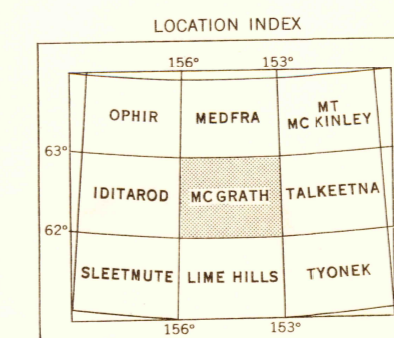 LOCATION INDEX
156° 153°
OPHIR MEDFRA MT MC KINLEY
63°
IDITAROD MC GRATH TALKEETNA
62°
SLEETMUTE LIME HILLS TYONEK
156° 153°